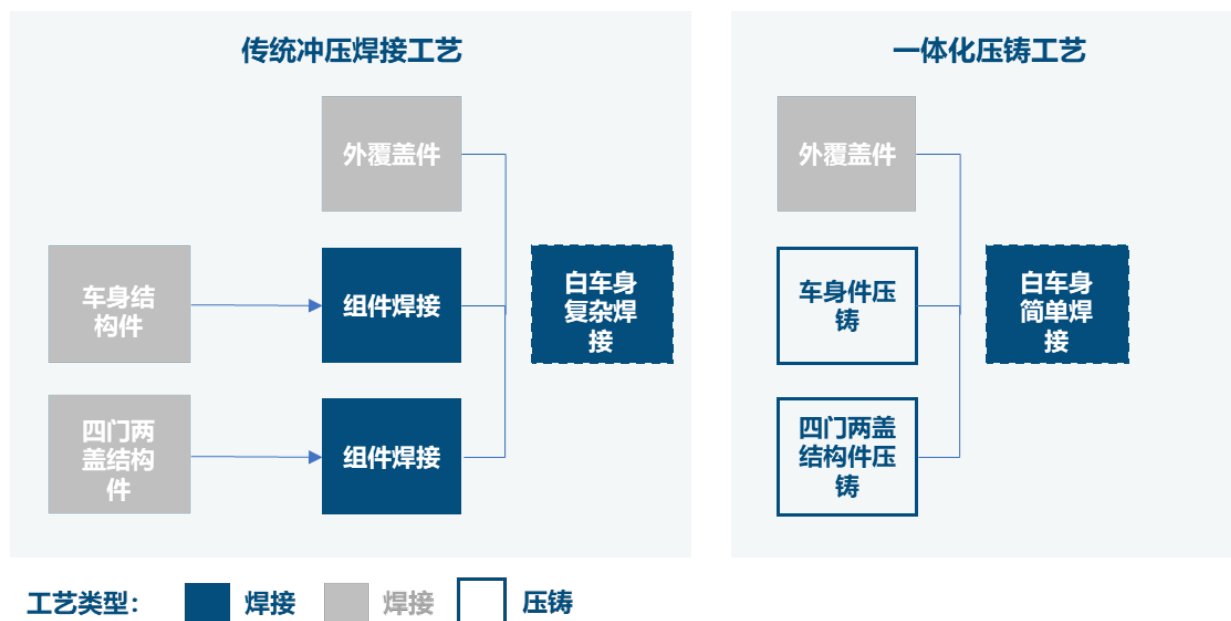 传统冲压焊接工艺
外覆盖件
车身结
构件
组件焊接
白车身
复杂焊
接
四门两
盖结构
件
组件焊接
一体化压铸工艺
外覆盖件
车身件压
铸
白车身
简单焊
接
四门两盖
结构件压
铸
工艺类型： 焊接 焊接 压铸